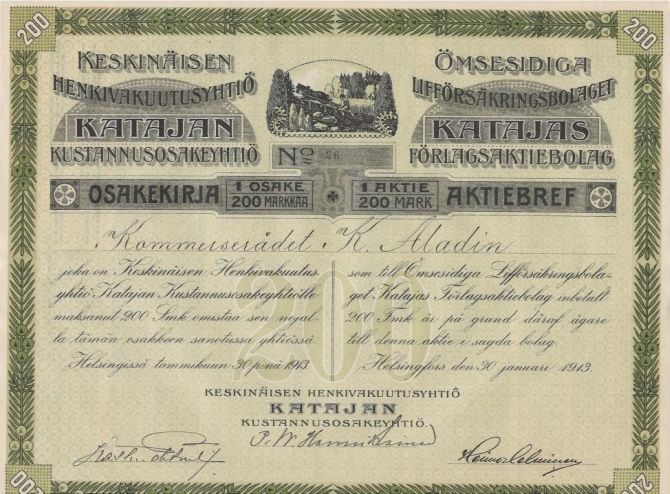 200
200
KESKINÄISEN
HENKIVAKUUTUSYHTIÖ
KATAJAN
KUSTANNUSOSAKEYHTIÖ
ÖMSESIDIGA
LIFFÖRSÄKRINGSBOLAGET
KATAJAS
FÖRLAGSAKTIEBOLAG
No 26
OSAKEKIRJA
1 OSAKE
200 MARKKAA
1 AKTIE
200 MARK
AKTIEBREF
Kommerserådet K. Aladin
joka on Keskinäisen Henkivakuutus-
yhtiö Katajan Kustannusosakeyhtiölle
maksanut 200 Fmk omistaa sen nojal-
la tämän osakkeen sanotussa yhtiössä.
Helsingissä tammikuun 30 p:nä 1913.
som till Ömsesidiga Lifförsäkringsbola-
get Katajas Förlagsaktiebolag inbetalt
200 Fmk är på grund däraf ägare
till denna aktie i sagda bolag.
Helsingfors den 30 januari 1913.
200
KESKINÄISEN HENKIVAKUUTUSYHTIÖ
KATAJAN
KUSTANNUSOSAKEYHTIÖ.
200
200